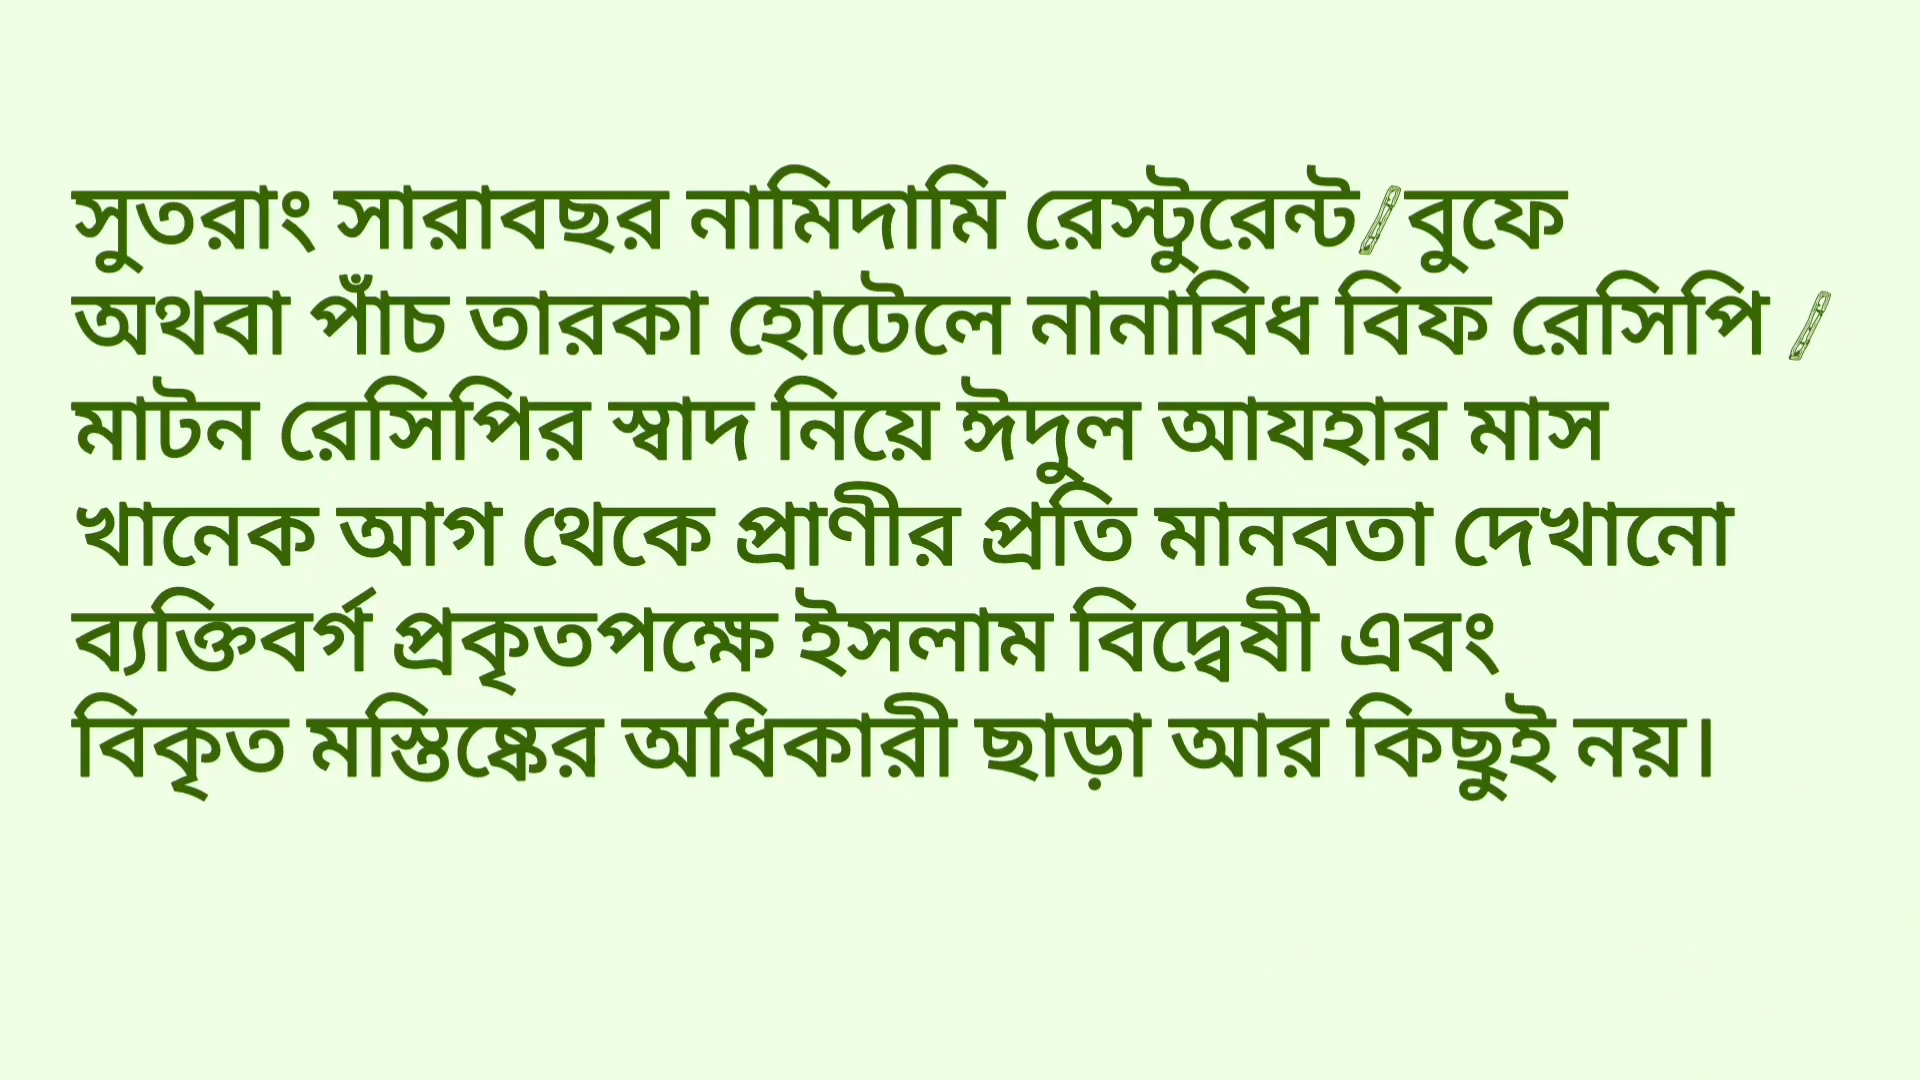 সুতরাং সারাবছর নামিদামি রেস্টুরেন্ট/বুফে
অথবা পাঁচ তারকা হোটেলে নানাবিধ বিফ রেসিপি /
মাটন রেসিপির স্বাদ নিয়ে ঈদুল আযহার মাস
খানেক আগ থেকে প্রাণীর প্রতি মানবতা দেখানো
ব্যক্তিবর্গ প্রকৃতপক্ষে ইসলাম বিদ্বেষী এবং
বিকৃত মস্তিষ্কের অধিকারী ছাড়া আর কিছুই নয়।